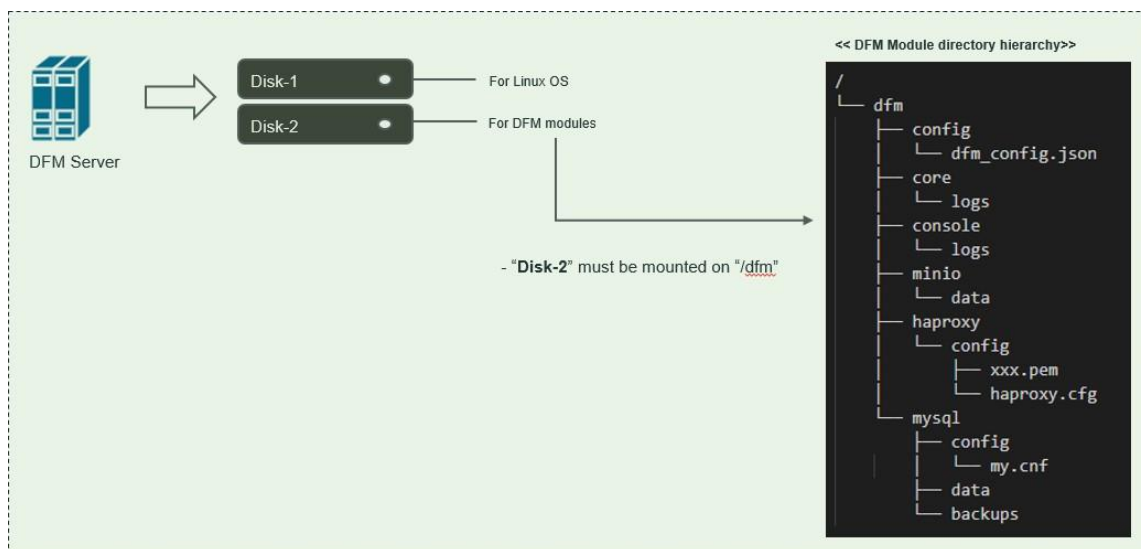 << DFM Module directory hierarchy>>
DFM Server
Disk-1
For Linux OS
Disk-2
For DFM modules
- “Disk-2” must be mounted on “/dfm”
/
└── dfm
    ├── config
    │   └── dfm_config.json
    ├── core
    │   └── logs
    ├── console
    │   └── logs
    ├── minio
    │   └── data
    ├── haproxy
    │   └── config
    │       ├── xxx.pem
    │       └── haproxy.cfg
    └── mysql
        ├── config
        │   └── my.cnf
        ├── data
        └── backups